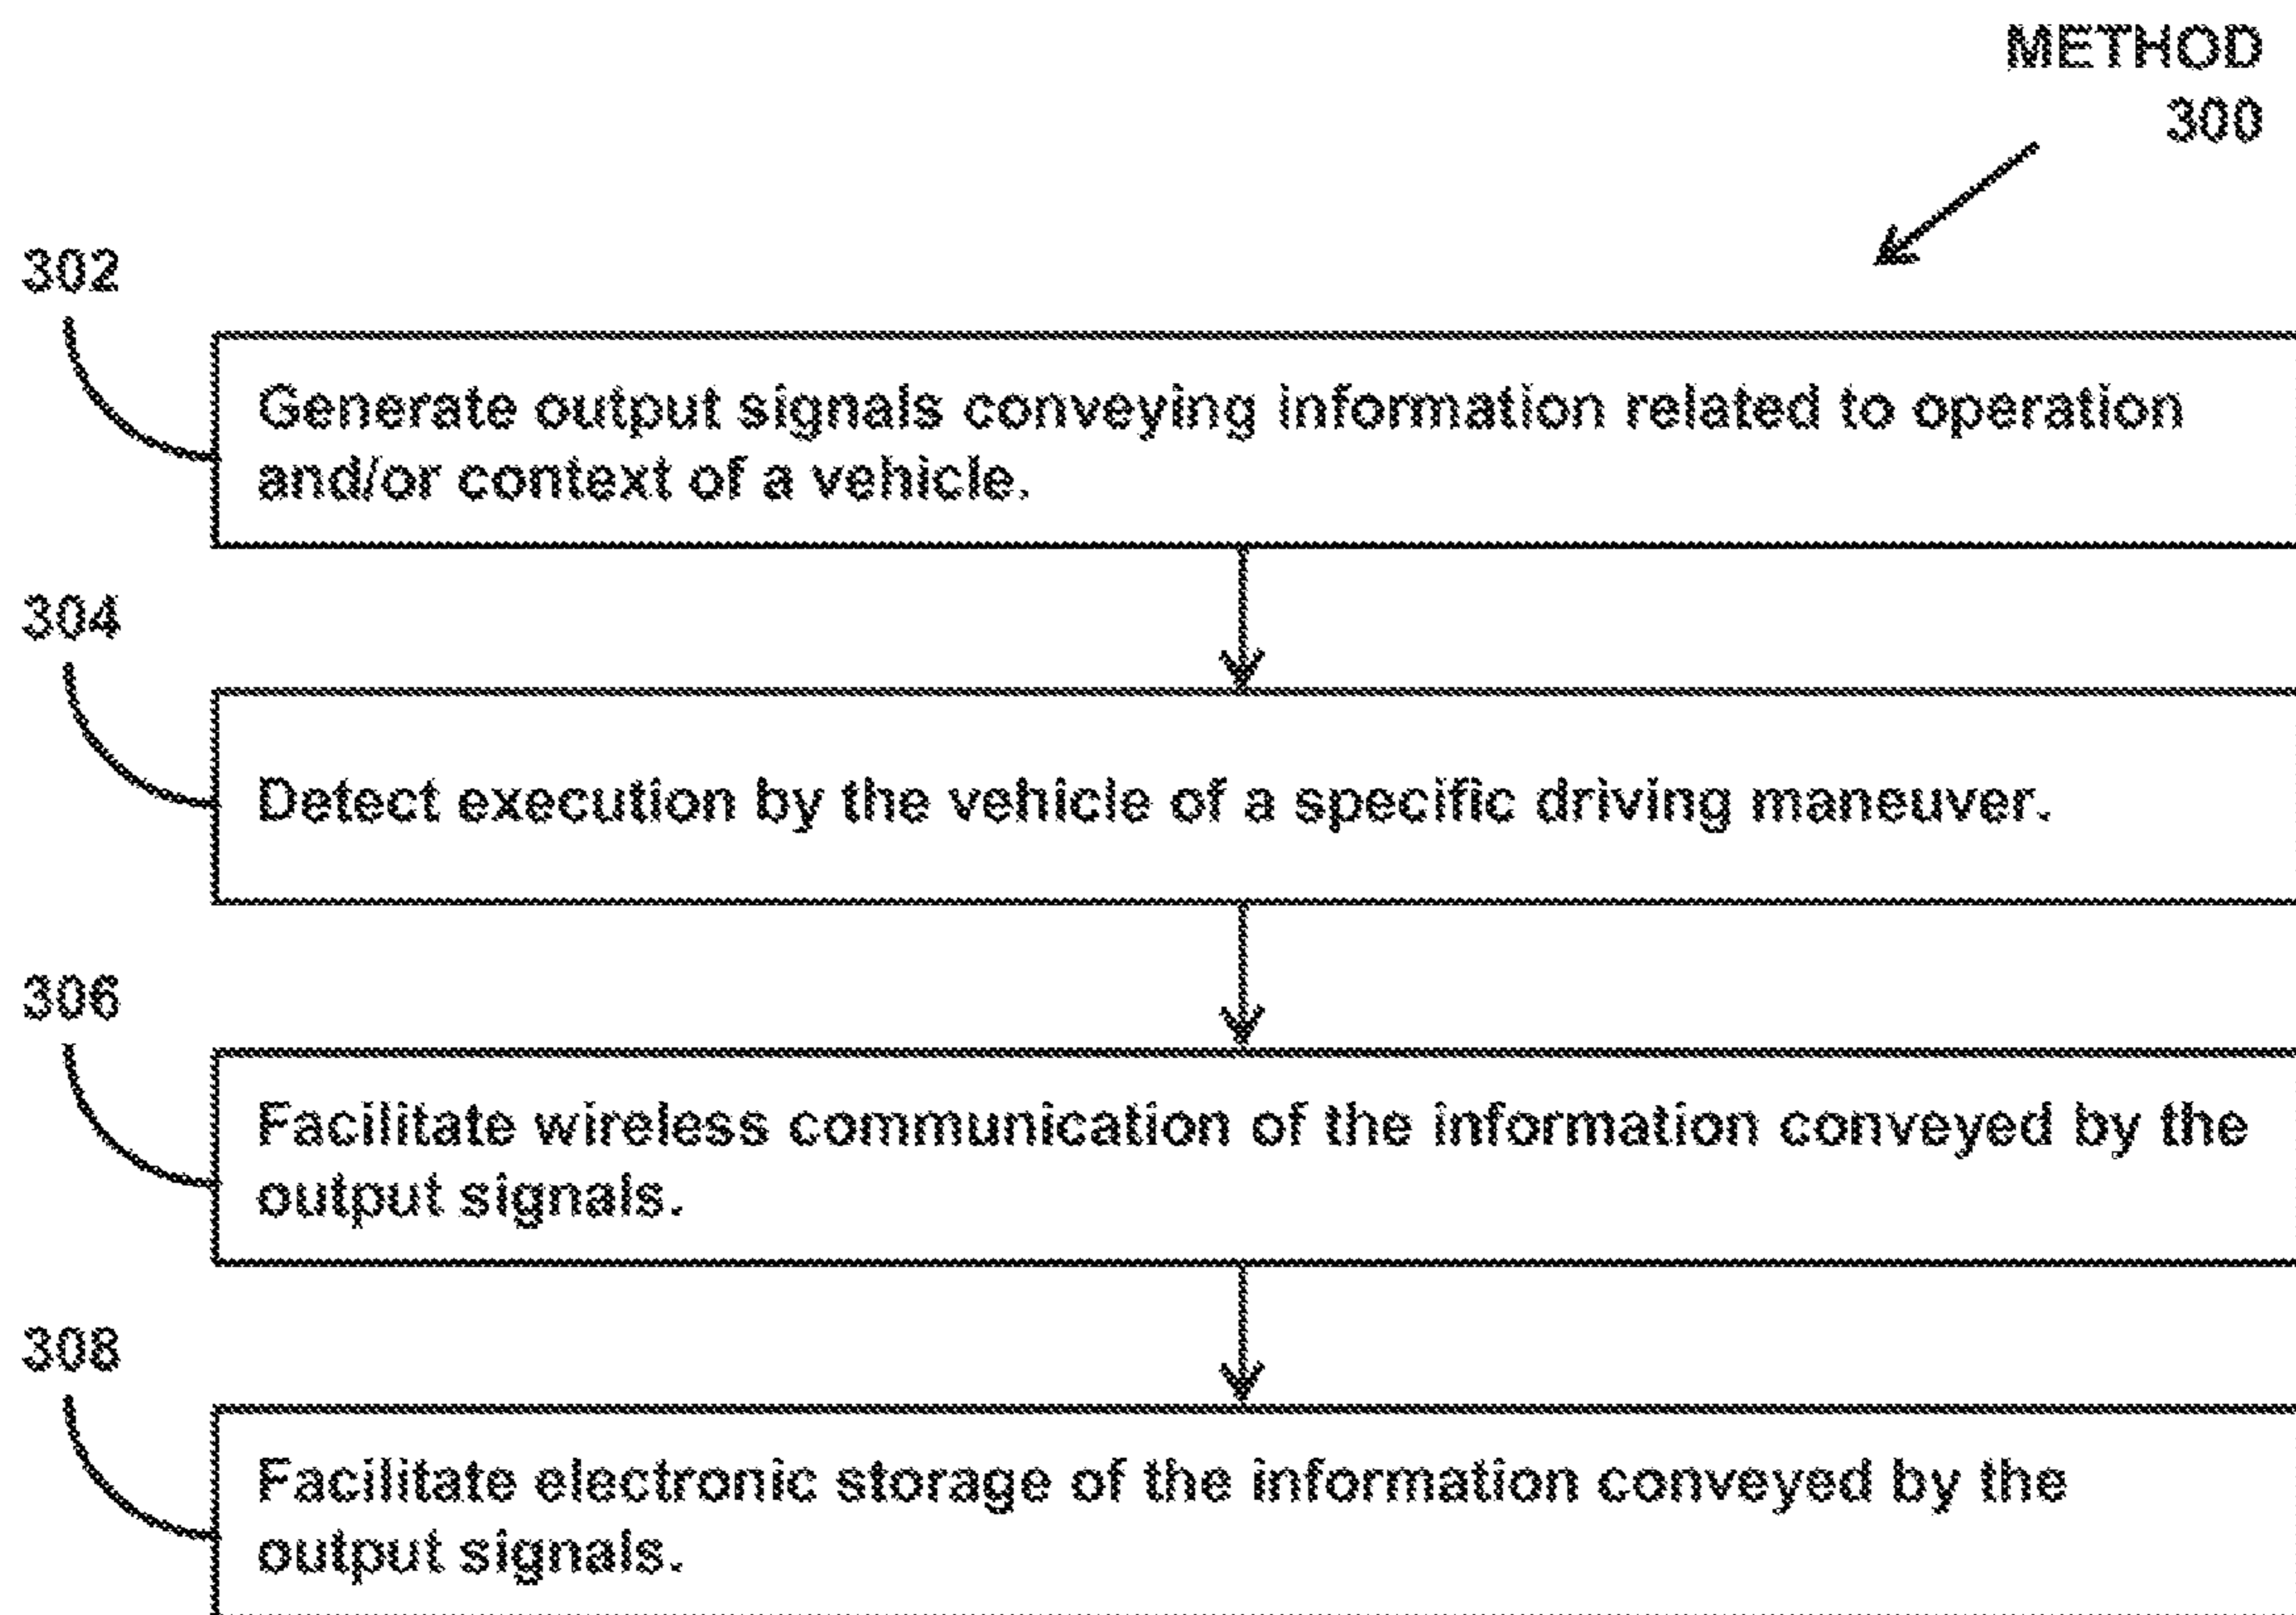 METHOD
300
302
Generate output signals conveying information related to operation
and/or context of a vehicle.
304
Detect execution by the vehicle of a specific driving maneuver.
306
Facilitate wireless communication of the information conveyed by the
output signals.
308
Facilitate electronic storage of the information conveyed by the
output signals.